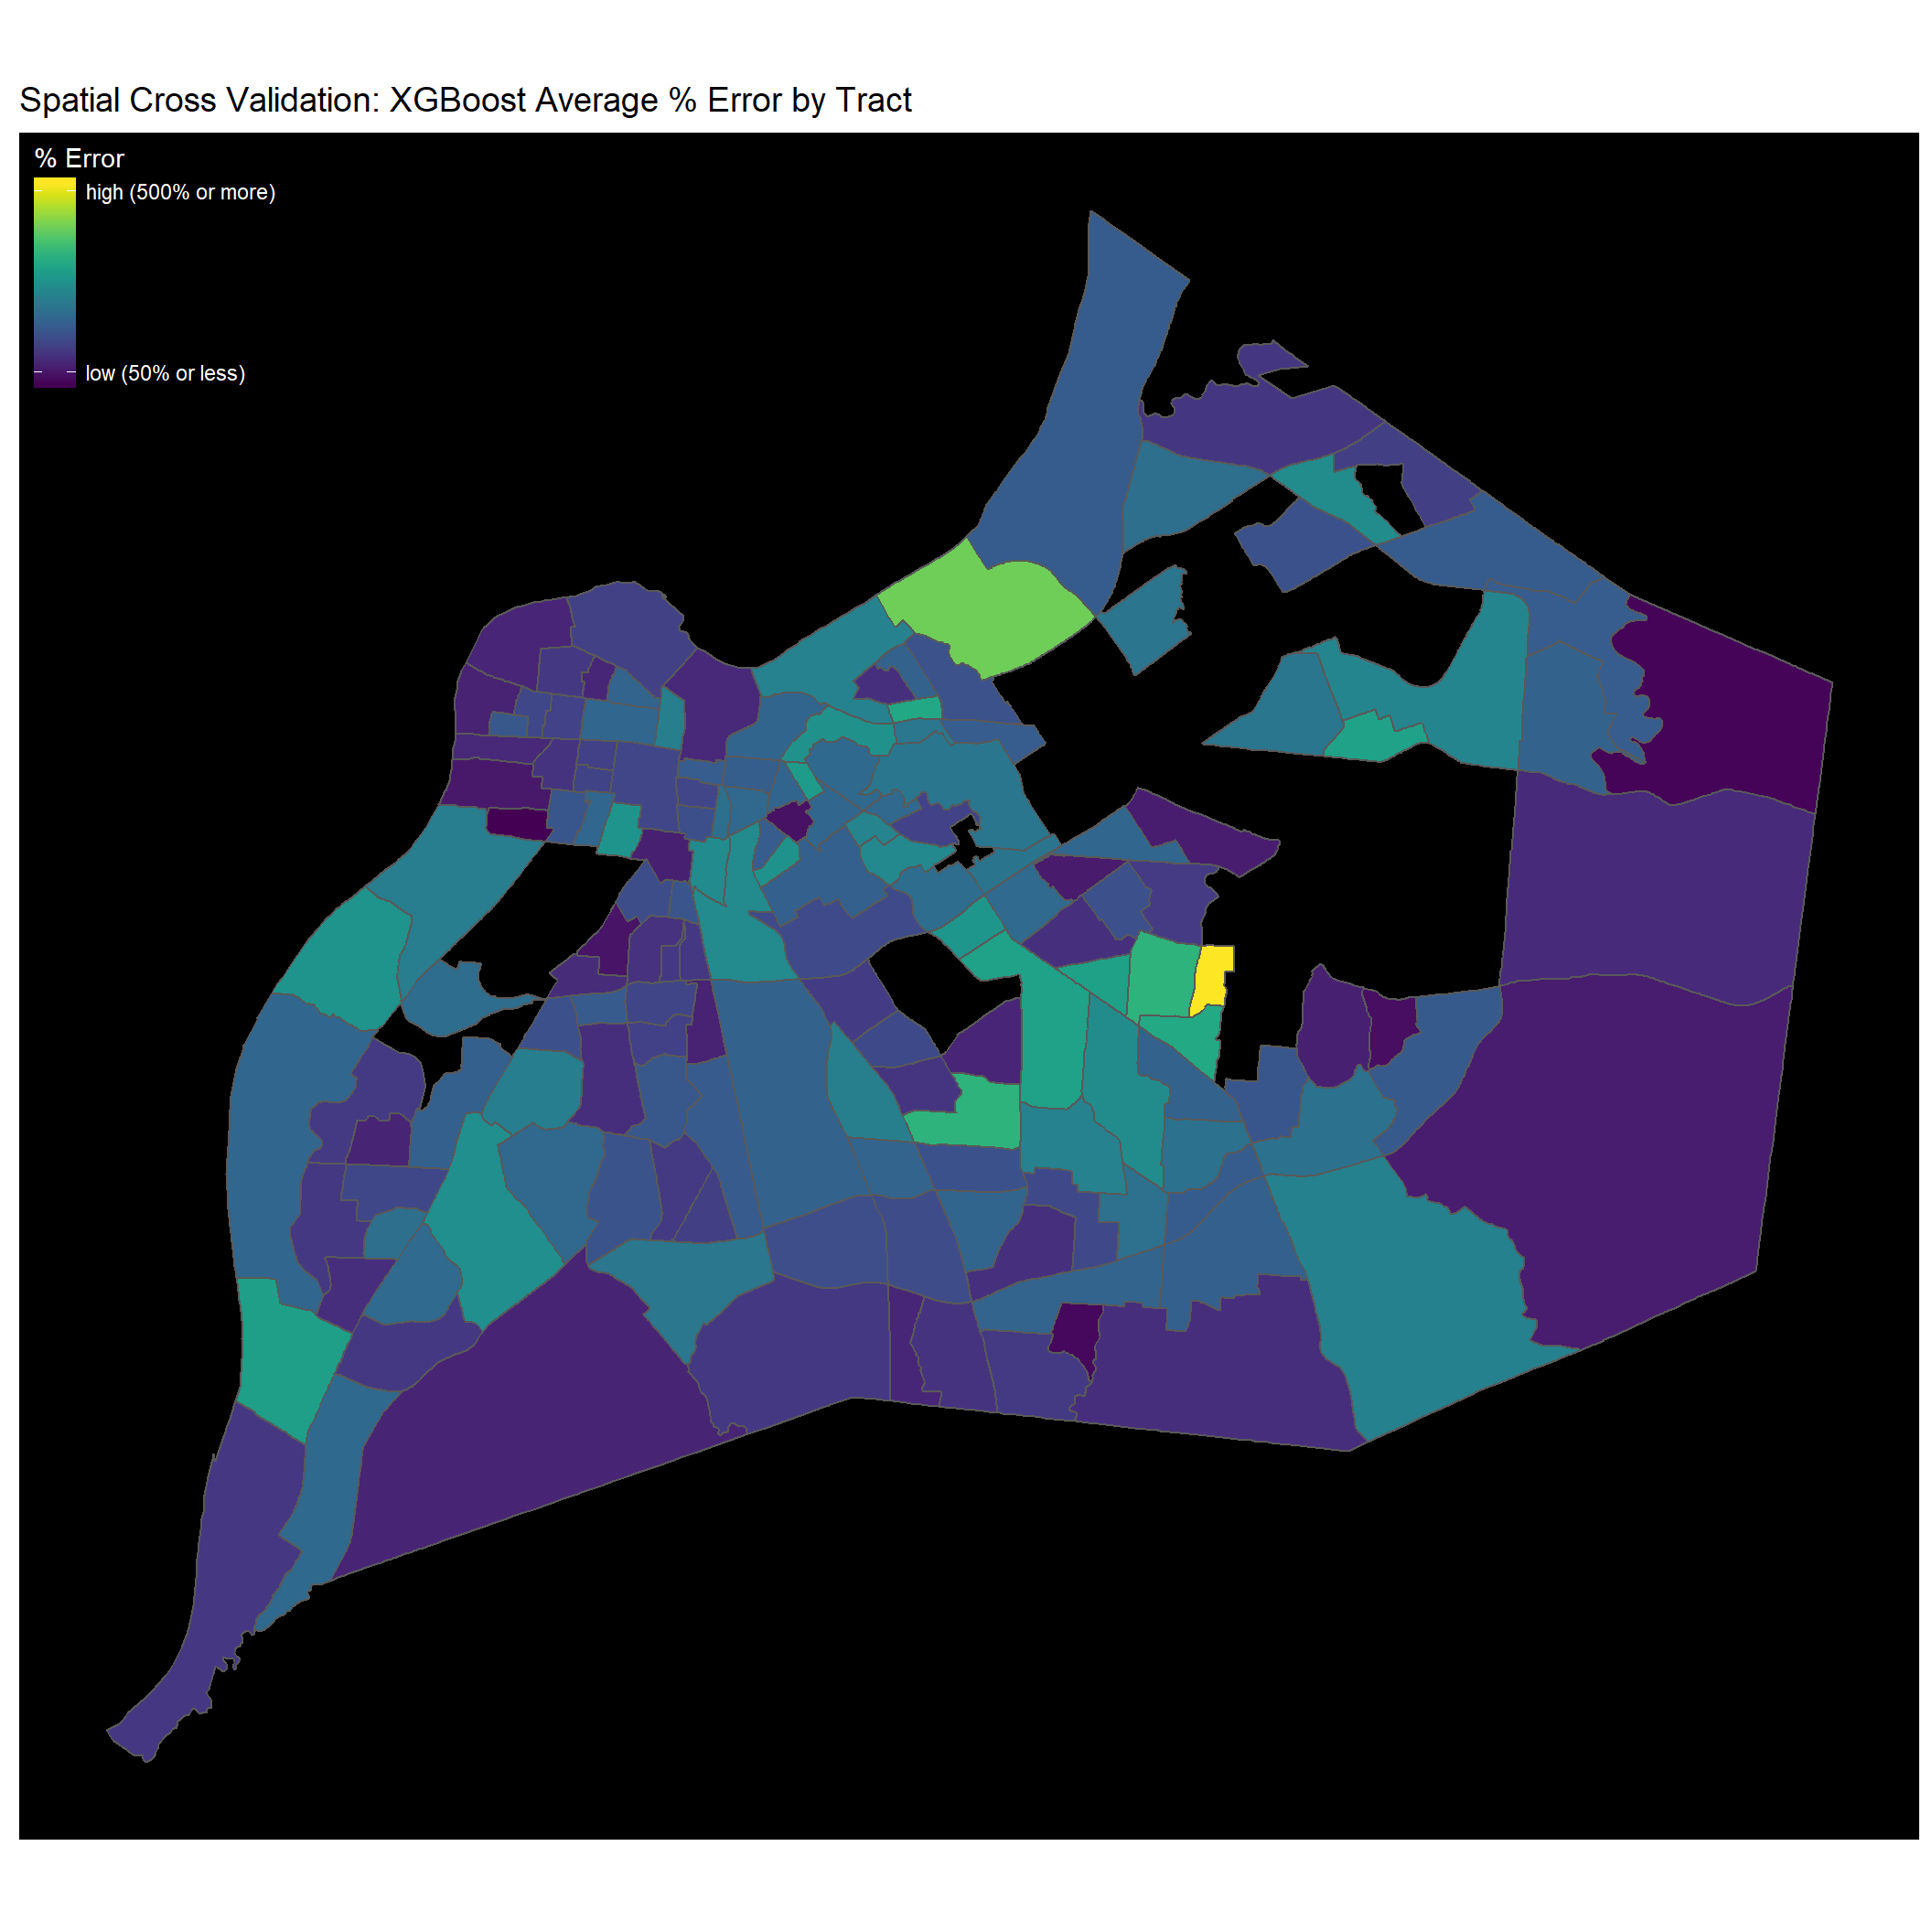 Spatial Cross Validation: XGBoost Average % Error by Tract
% Error
high (500% or more)
low (50% or less)